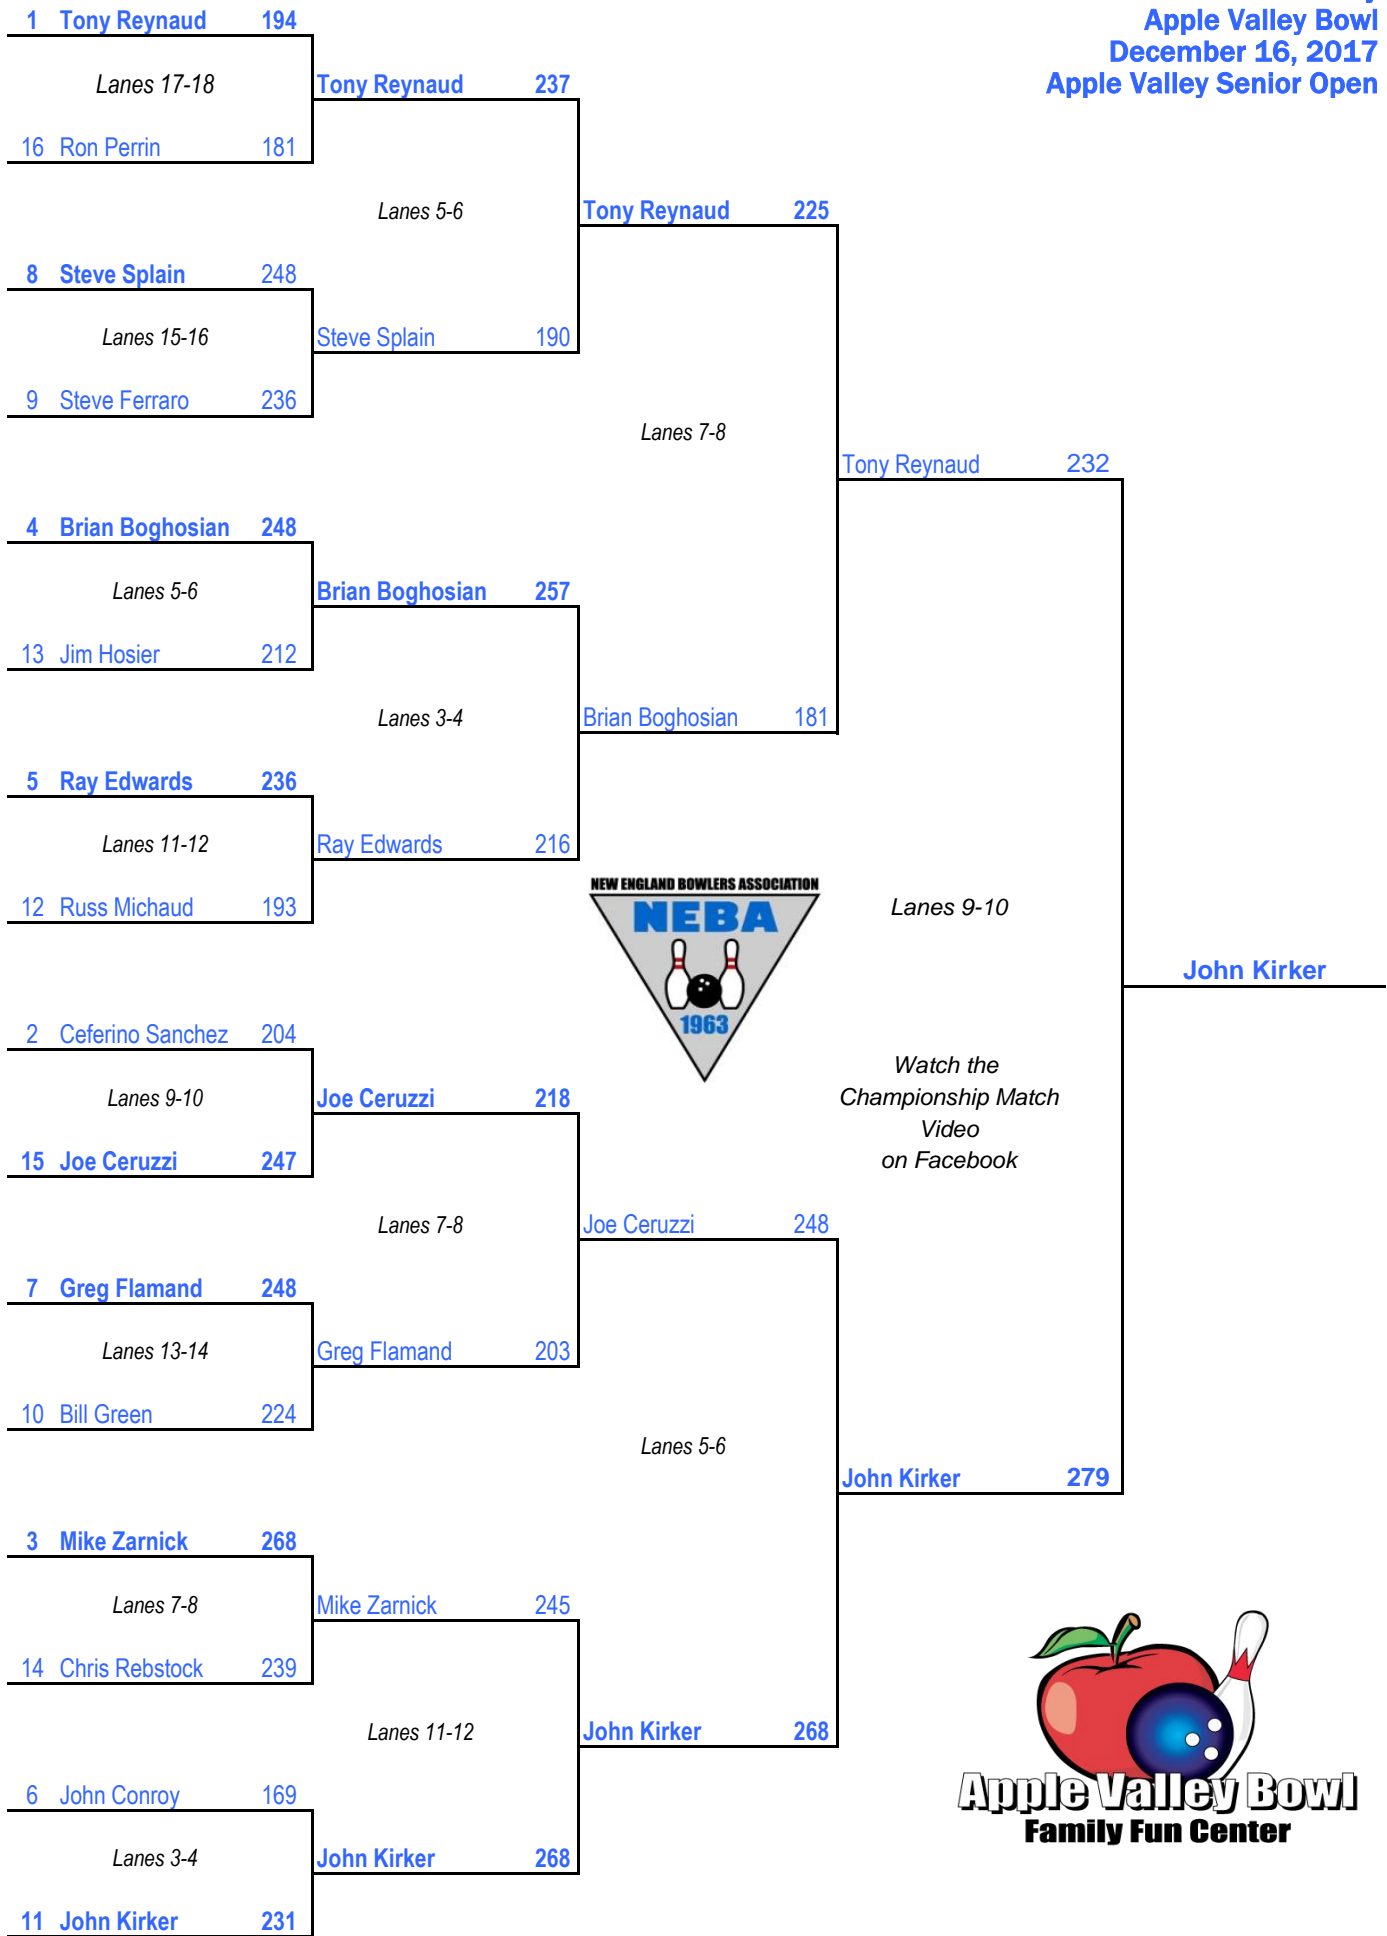 Apple Valley Bowl
December 16, 2017
Apple Valley Senior Open
1 Tony Reynaud 194
Lanes 17-18
16 Ron Perrin 181
8 Steve Splain 248
Lanes 15-16
9 Steve Ferraro 236
4 Brian Boghosian 248
Lanes 5-6
13 Jim Hosier 212
5 Ray Edwards 236
Lanes 11-12
12 Russ Michaud 193
2 Ceferino Sanchez 204
Lanes 9-10
15 Joe Ceruzzi 247
7 Greg Flamand 248
Lanes 13-14
10 Bill Green 224
3 Mike Zarnick 268
Lanes 7-8
14 Chris Rebstock 239
6 John Conroy 169
Lanes 3-4
11 John Kirker 231
Tony Reynaud 237
Lanes 5-6
Steve Splain 190
Brian Boghosian 257
Lanes 3-4
Ray Edwards 216
Joe Ceruzzi 218
Lanes 7-8
Greg Flamand 203
Mike Zarnick 245
Lanes 11-12
John Kirker 268
Tony Reynaud 225
Lanes 7-8
Brian Boghosian 181
NEW ENGLAND BOWLERS ASSOCIATION
NEBA
1963
Joe Ceruzzi 248
Lanes 5-6
John Kirker 268
Tony Reynaud 232
Lanes 9-10
Watch the
Championship Match
Video
on Facebook
John Kirker 279
John Kirker
Apple Valley Bowl
Family Fun Center